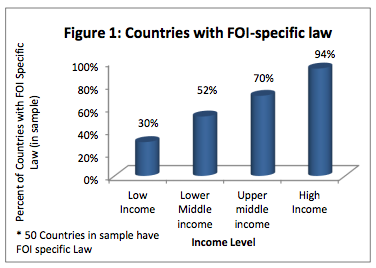 Figure 1: Countries with FOI-specific law
Percent of Countries with FOI Specific
Law (in sample)
100%
80%
60%
40%
20%
0%
30%
52%
70%
94%
Low
Income
Lower
Middle
income
Upper
middle
income
High
Income
Income Level
* 50 Countries in sample have
FOI specific Law